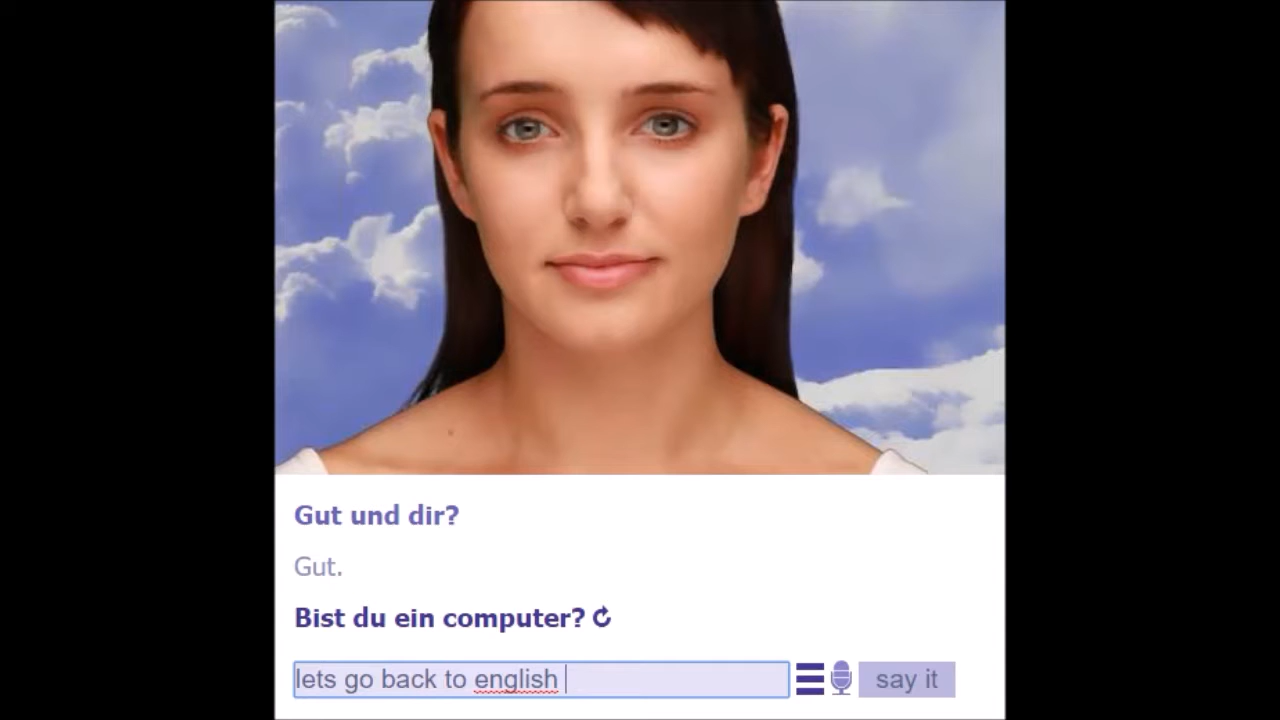 Gut und dir?
Gut.
Bist du ein computer?
lets go back to english
say it